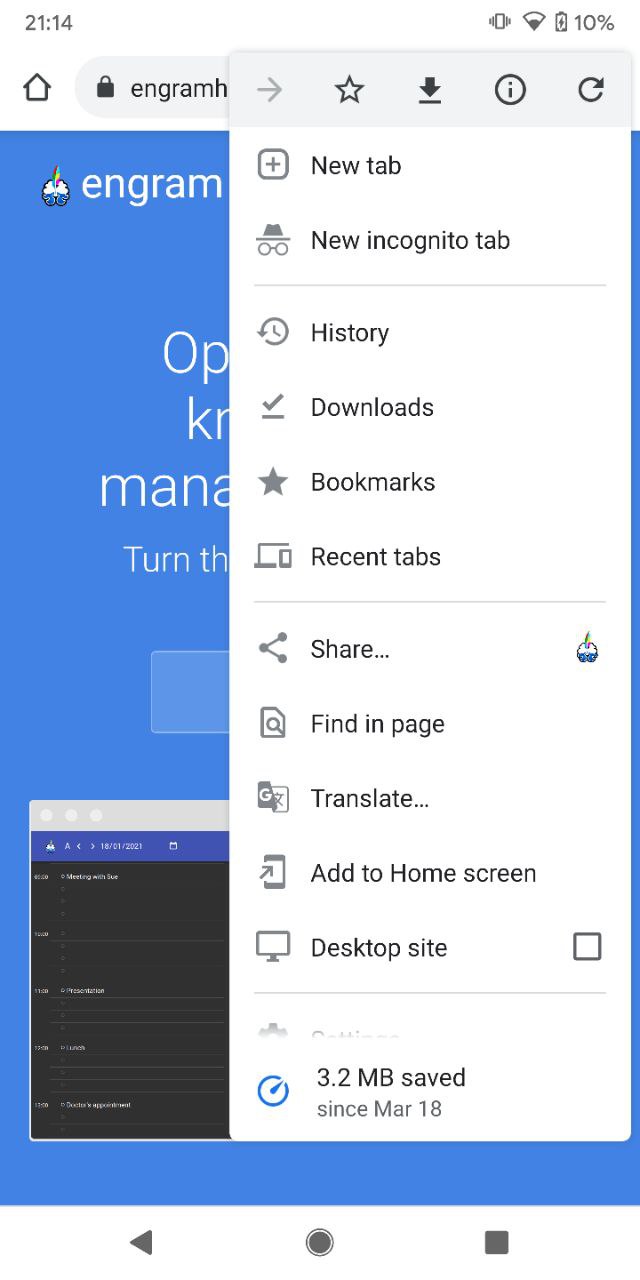 21:14
10%
engramh
engram
Op
kr
mana
Turn th
New tab
New incognito tab
History
Downloads
Bookmarks
Recent tabs
Share…
Find in page
Translate…
Add to Home screen
Desktop site
Settings
3.2 MB saved
since Mar 18
A < > 18/01/2021
09:00 Meeting with Sue
10:00
11:00 Presentation
12:00 Lunch
13:00 Doctor's appointment